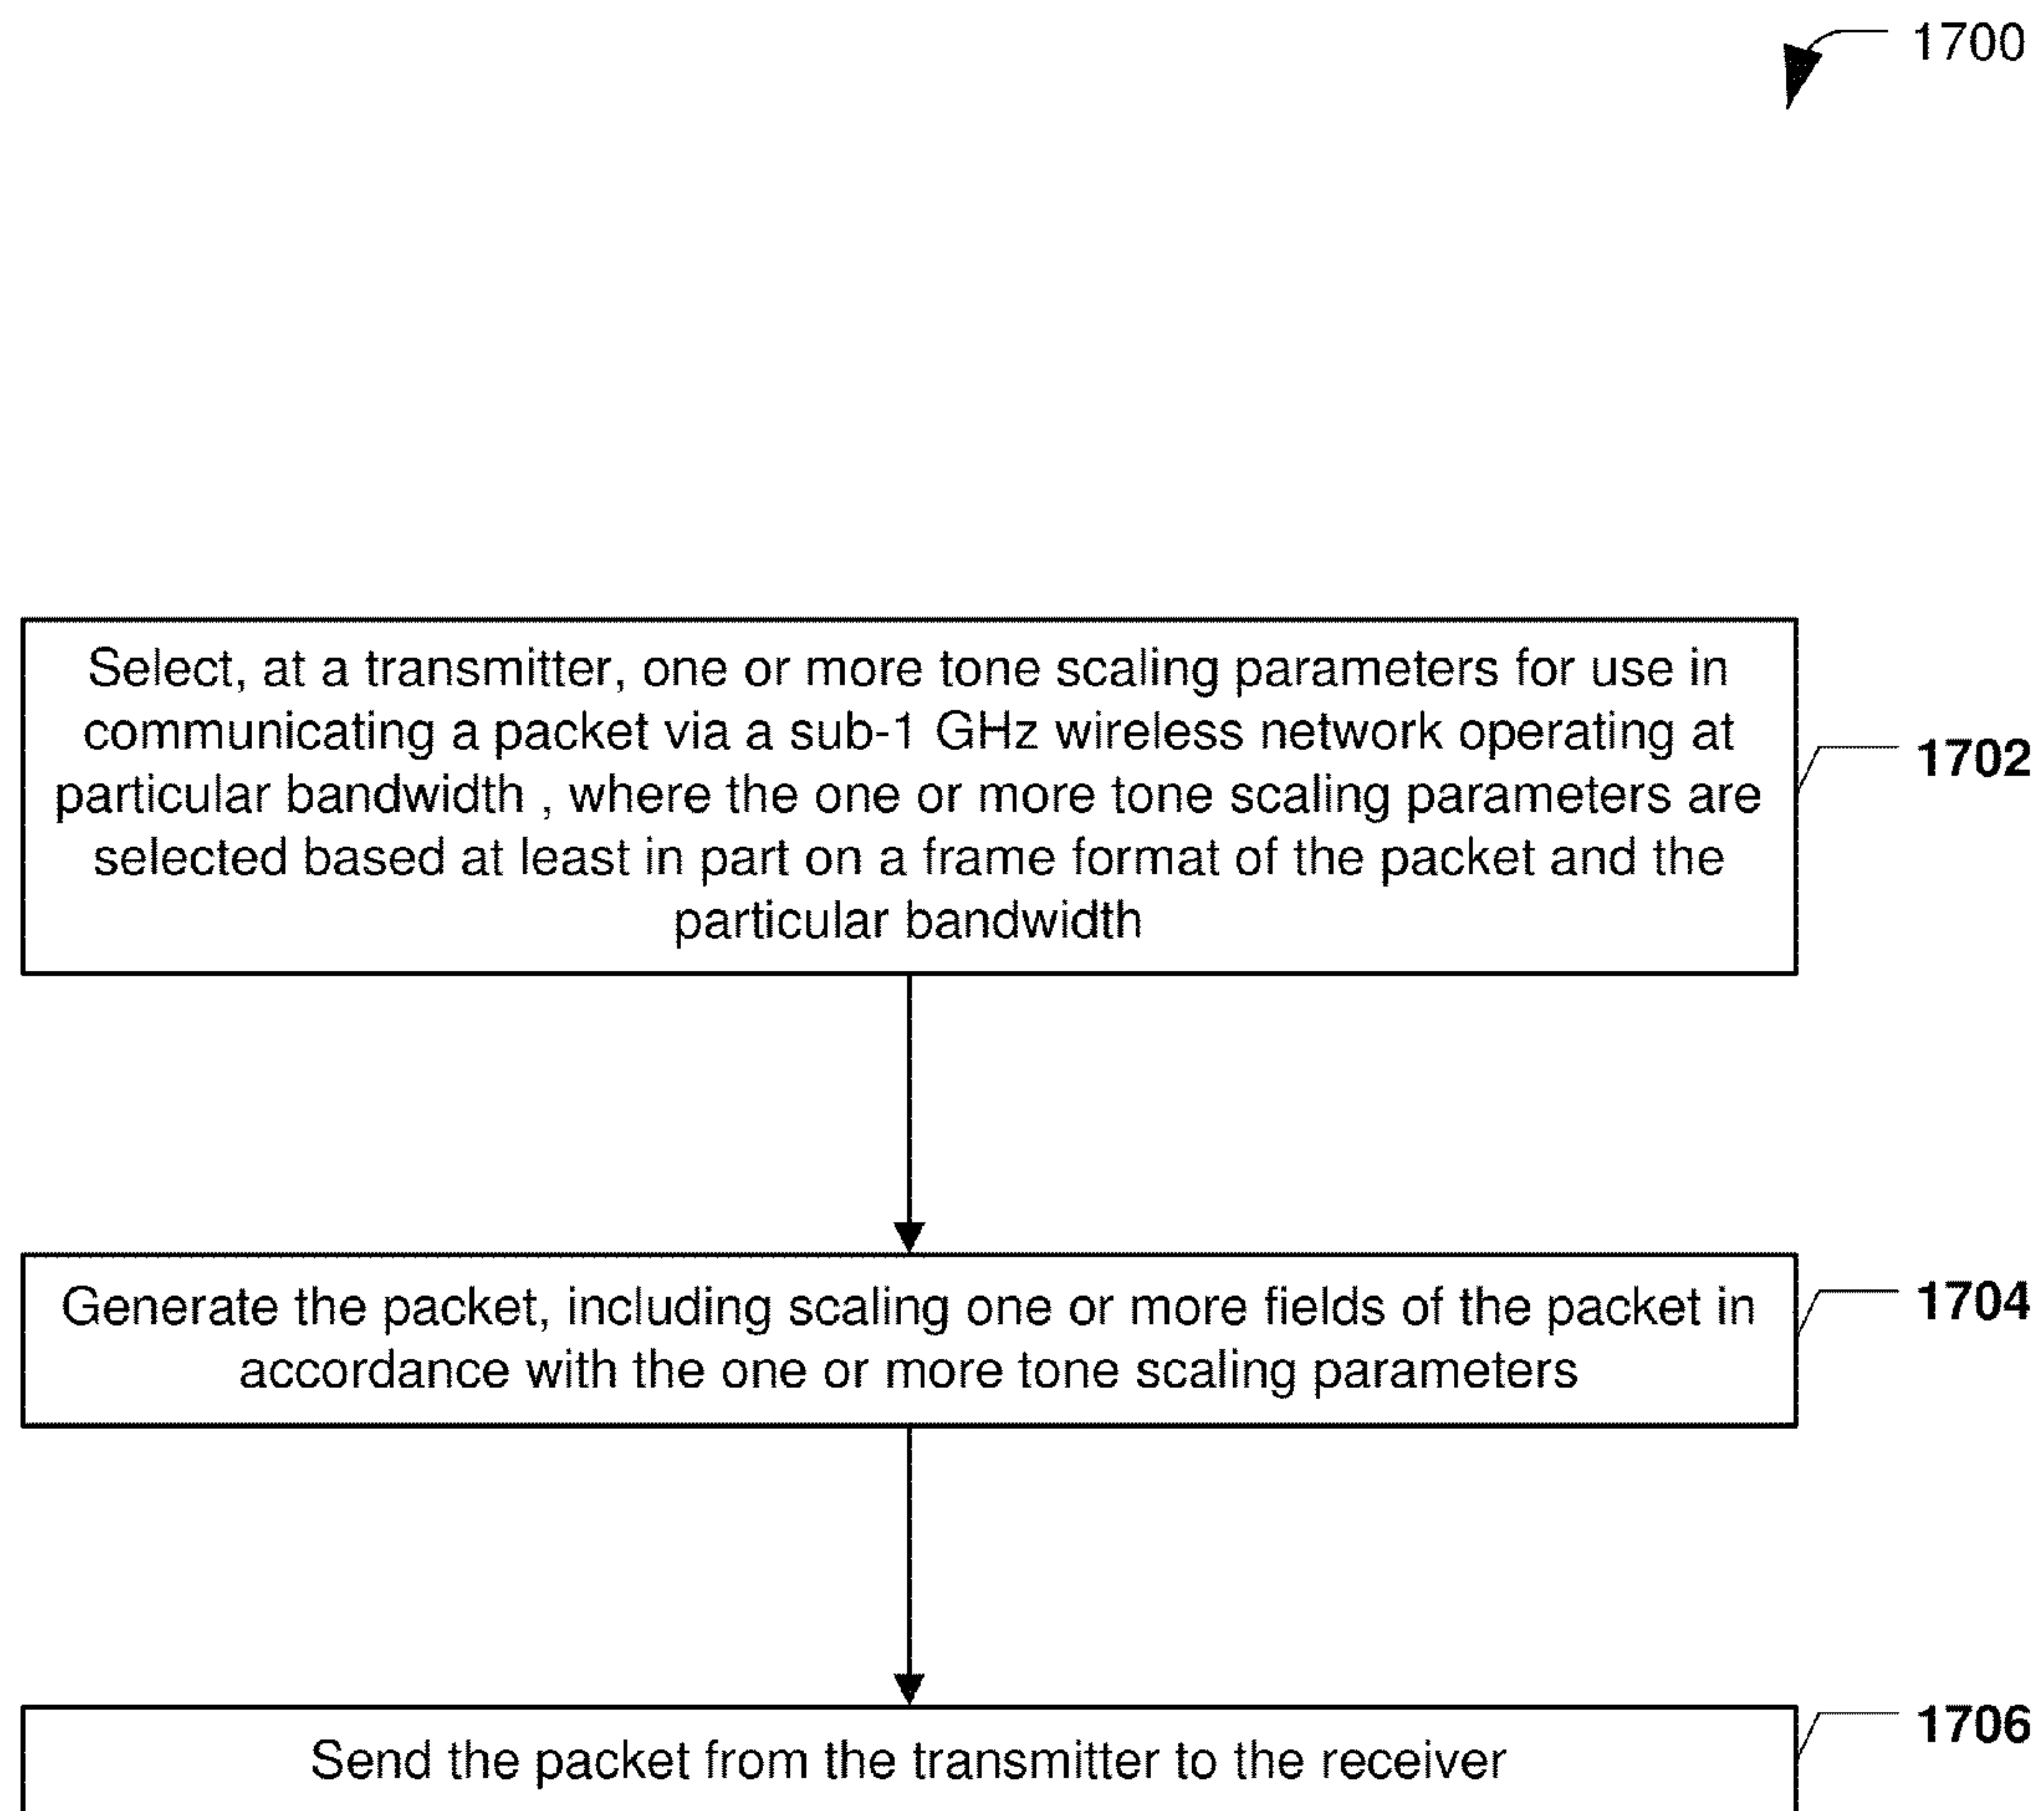 1700
Select, at a transmitter, one or more tone scaling parameters for use in
communicating a packet via a sub-1 GHz wireless network operating at
particular bandwidth , where the one or more tone scaling parameters are
selected based at least in part on a frame format of the packet and the
particular bandwidth
1702
Generate the packet, including scaling one or more fields of the packet in
accordance with the one or more tone scaling parameters
1704
Send the packet from the transmitter to the receiver
1706